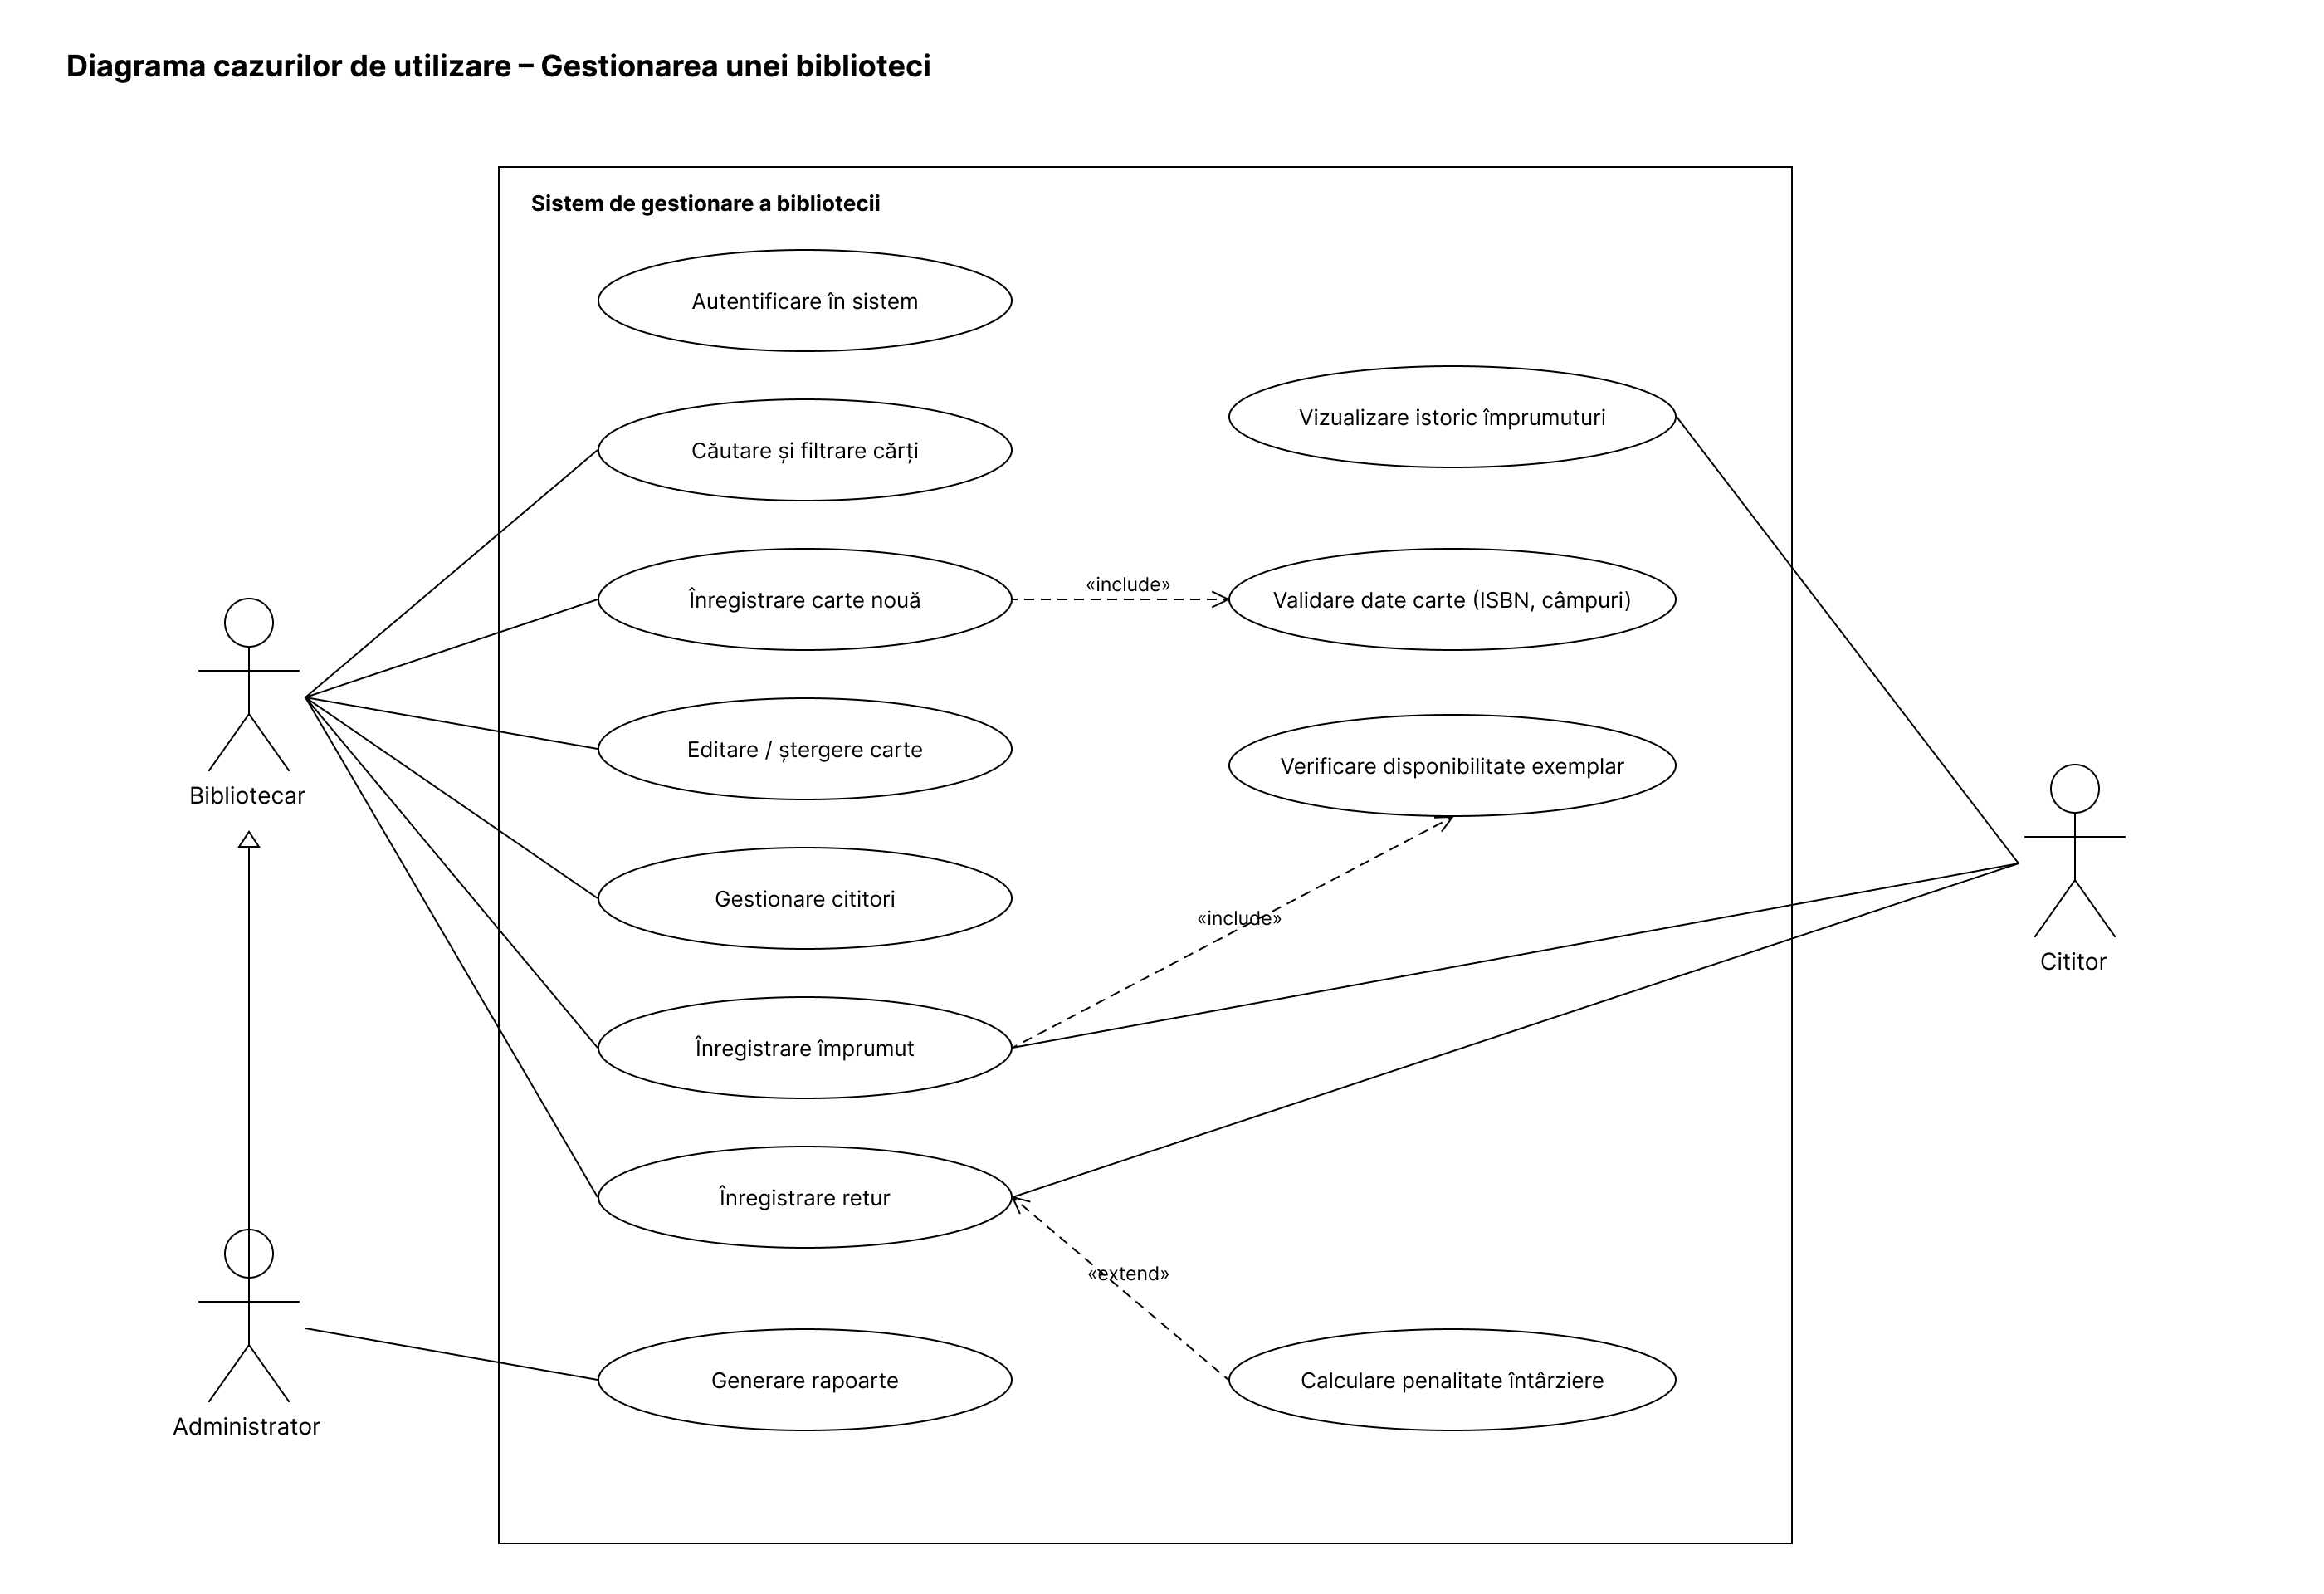 Diagrama cazurilor de utilizare – Gestionarea unei biblioteci
Sistem de gestionare a bibliotecii
Autentificare în sistem
Vizualizare istoric împrumuturi
Căutare și filtrare cărți
«include»
Înregistrare carte nouă
Validare date carte (ISBN, câmpuri)
Editare / ștergere carte
Verificare disponibilitate exemplar
Bibliotecar
Gestionare cititori
«include»
Cititor
Înregistrare împrumut
Înregistrare retur
«extend»
Generare rapoarte
Calculare penalitate întârziere
Administrator